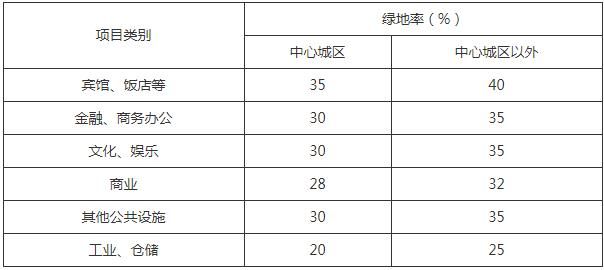 项目类别 绿地率（%）
中心城区 中心城区以外
宾馆、饭店等 35 40
金融、商务办公 30 35
文化、娱乐 30 35
商业 28 32
其他公共设施 30 35
工业、仓储 20 25